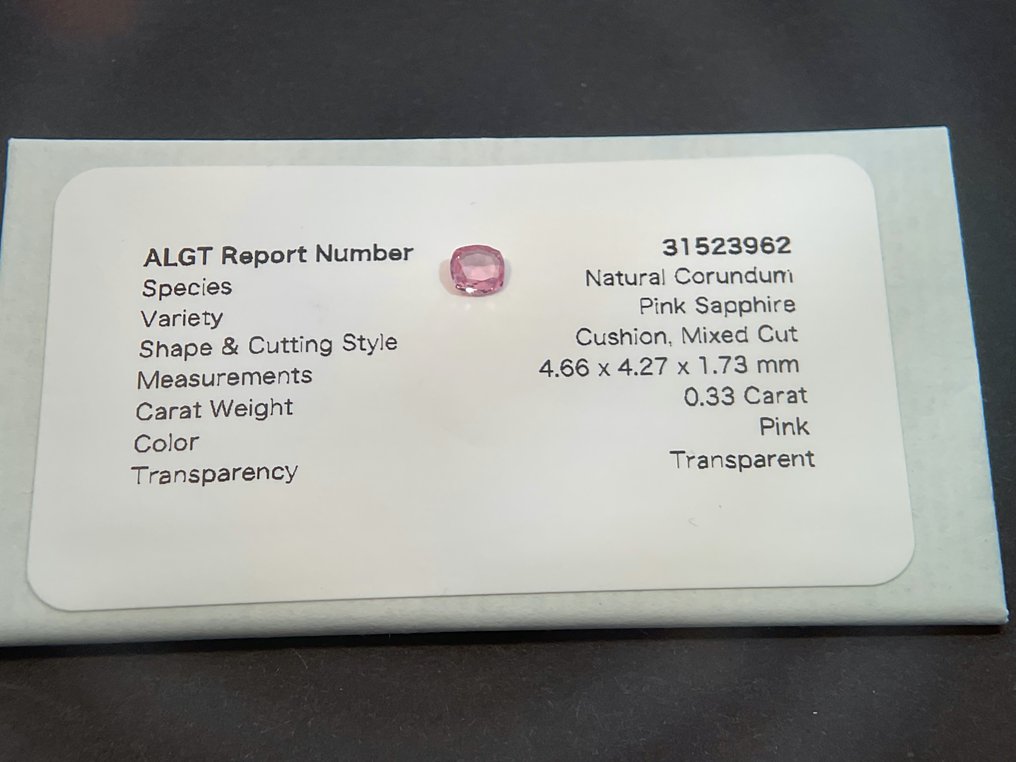 ALGT Report Number 31523962
Species Natural Corundum
Variety Pink Sapphire
Shape & Cutting Style Cushion, Mixed Cut
Measurements 4.66 x 4.27 x 1.73 mm
Carat Weight 0.33 Carat
Color Pink
Transparency Transparent